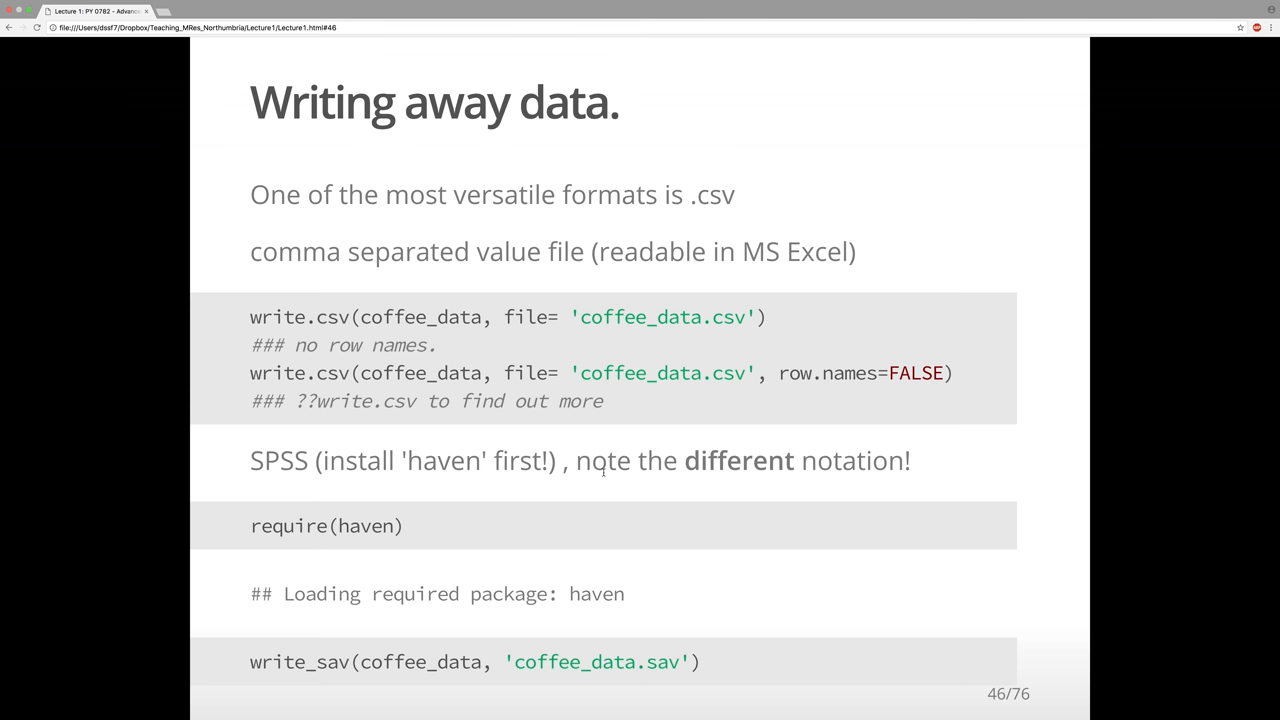 Lecture 1: PY 0782 - Advanc
file:///Users/dssf7/Dropbox/Teaching_MRes_Northumbria/Lecture1/Lecture1.html#46
Writing away data.
One of the most versatile formats is .csv
comma separated value file (readable in MS Excel)
write.csv(coffee_data, file= 'coffee_data.csv')
### no row names.
write.csv(coffee_data, file= 'coffee_data.csv', row.names=FALSE)
### ??write.csv to find out more
SPSS (install 'haven' first!) , note the different notation!
require(haven)
## Loading required package: haven
write_sav(coffee_data, 'coffee_data.sav')
46/76